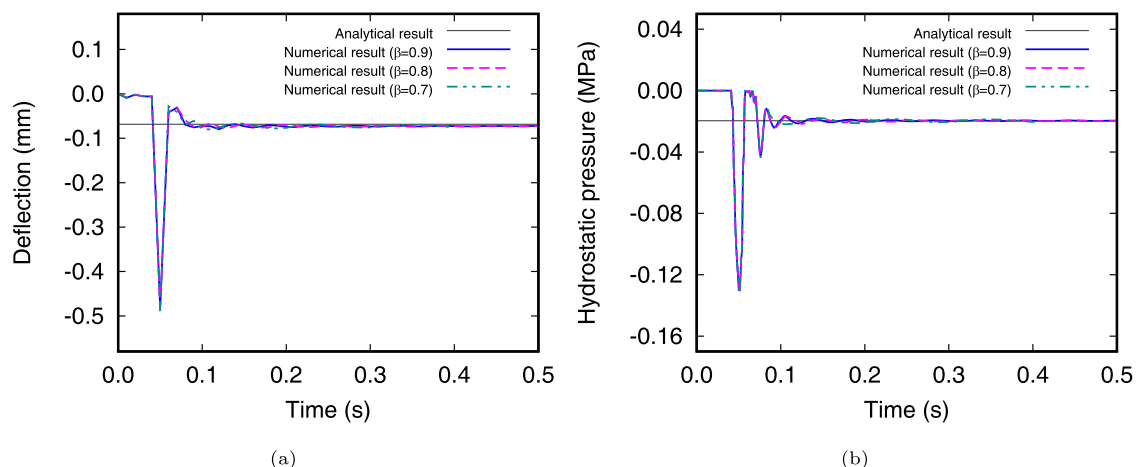 Analytical result
Numerical result (β=0.9)
Numerical result (β=0.8)
Numerical result (β=0.7)
0.1
0.0
-0.1
-0.2
-0.3
-0.4
-0.5
Deflection (mm)
0.0 0.1 0.2 0.3 0.4 0.5
Time (s)
(a)
Analytical result
Numerical result (β=0.9)
Numerical result (β=0.8)
Numerical result (β=0.7)
0.04
0.00
-0.04
-0.08
-0.12
-0.16
Hydrostatic pressure (MPa)
0.0 0.1 0.2 0.3 0.4 0.5
Time (s)
(b)